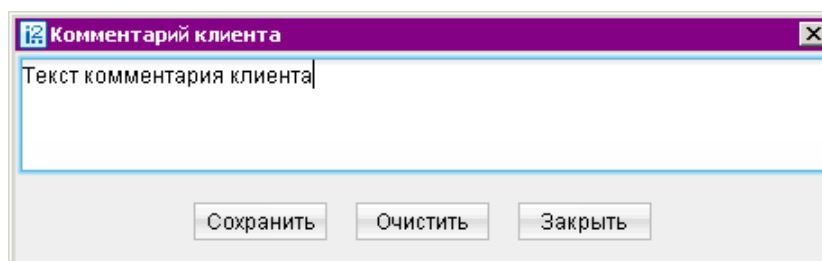 Комментарий клиента
Текст комментария клиента
Сохранить Очистить Закрыть